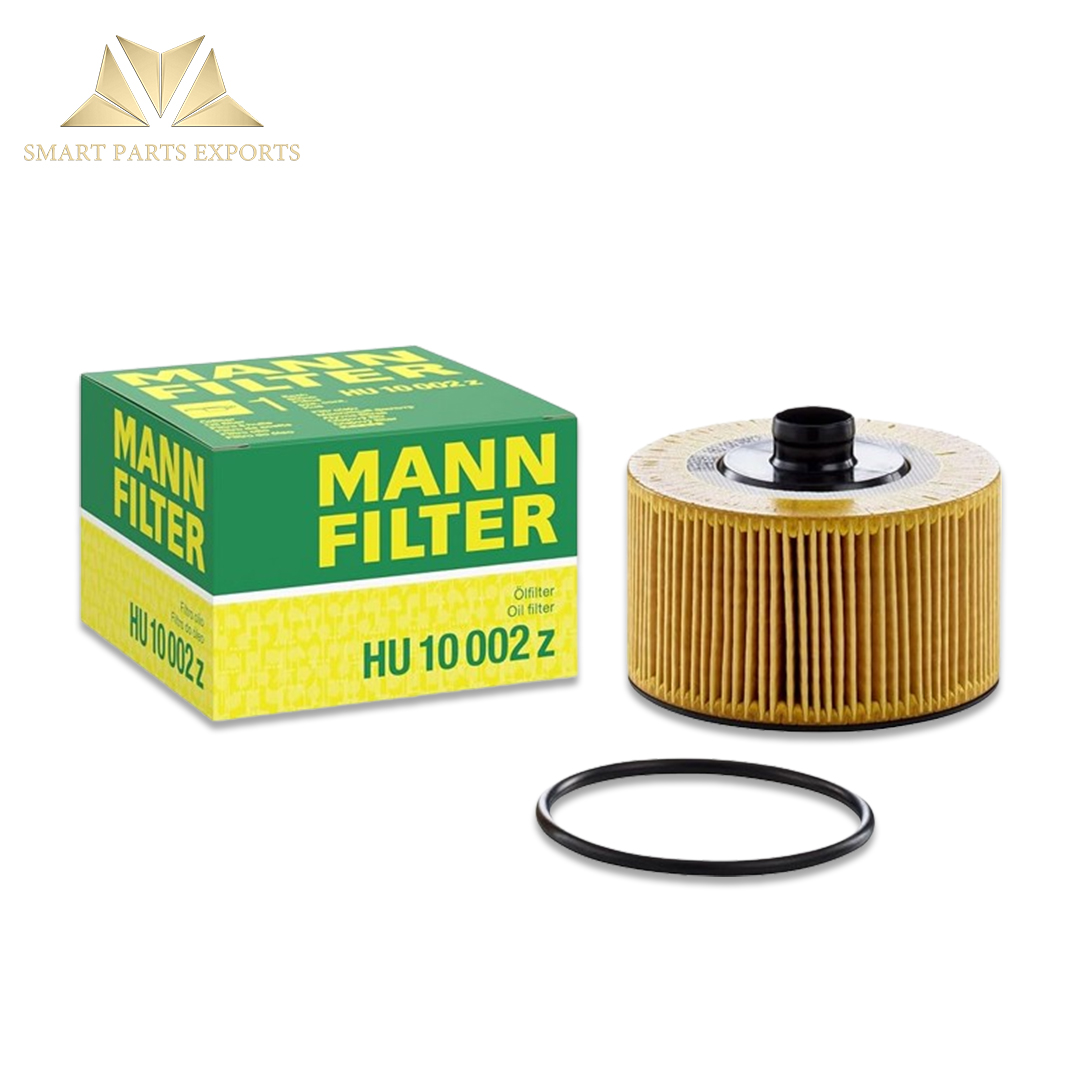 SMART PARTS EXPORTS
MANN
FILTER
HU 10 002 z
1
MANN
FILTER
Filtro olio
Filtro de óleo
HU 10 002 z
MANN
FILTER
Ölfilter
Oil filter
HU 10 002 z